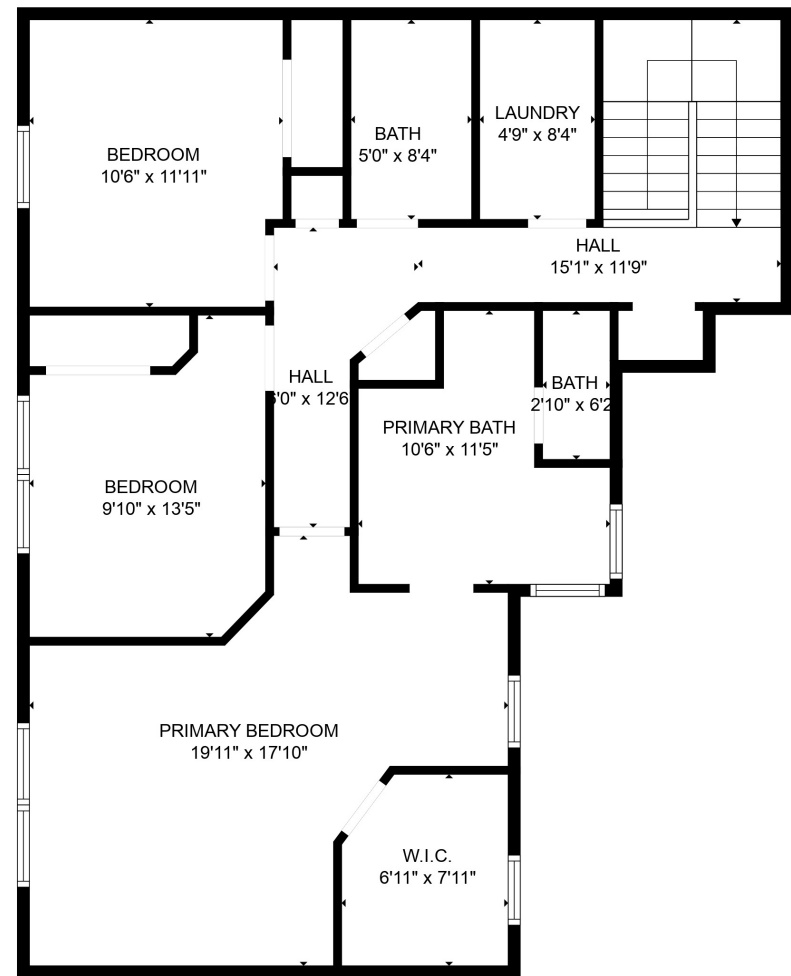 BEDROOM
10'6" x 11'11"
BATH
5'0" x 8'4"
LAUNDRY
4'9" x 8'4"
HALL
15'1" x 11'9"
HALL
'0" x 12'6
BATH
2'10" x 6'2
PRIMARY BATH
10'6" x 11'5"
BEDROOM
9'10" x 13'5"
PRIMARY BEDROOM
19'11" x 17'10"
W.I.C.
6'11" x 7'11"